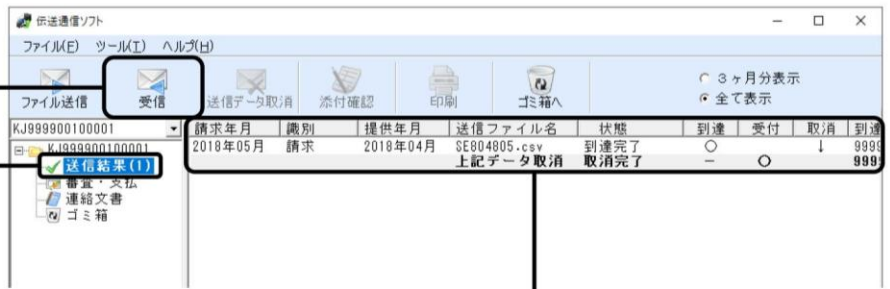 伝送通信ソフト
ファイル(F) ツール(T) ヘルプ(H)
ファイル送信 受信 送信データ取消 添付確認 印刷 ゴミ箱へ
3ヶ月分表示
全て表示
KJ999900100001
請求年月 識別 提供年月 送信ファイル名 状態 到達 受付 取消 到達
KJ999900100001
2018年05月 請求 2018年04月 SE804805.csv 到達完了 ○ ↓ 9999
送信結果(1)
上記データ取消 取消完了 − ○ 9999
審査・支払
連絡文書
ゴミ箱